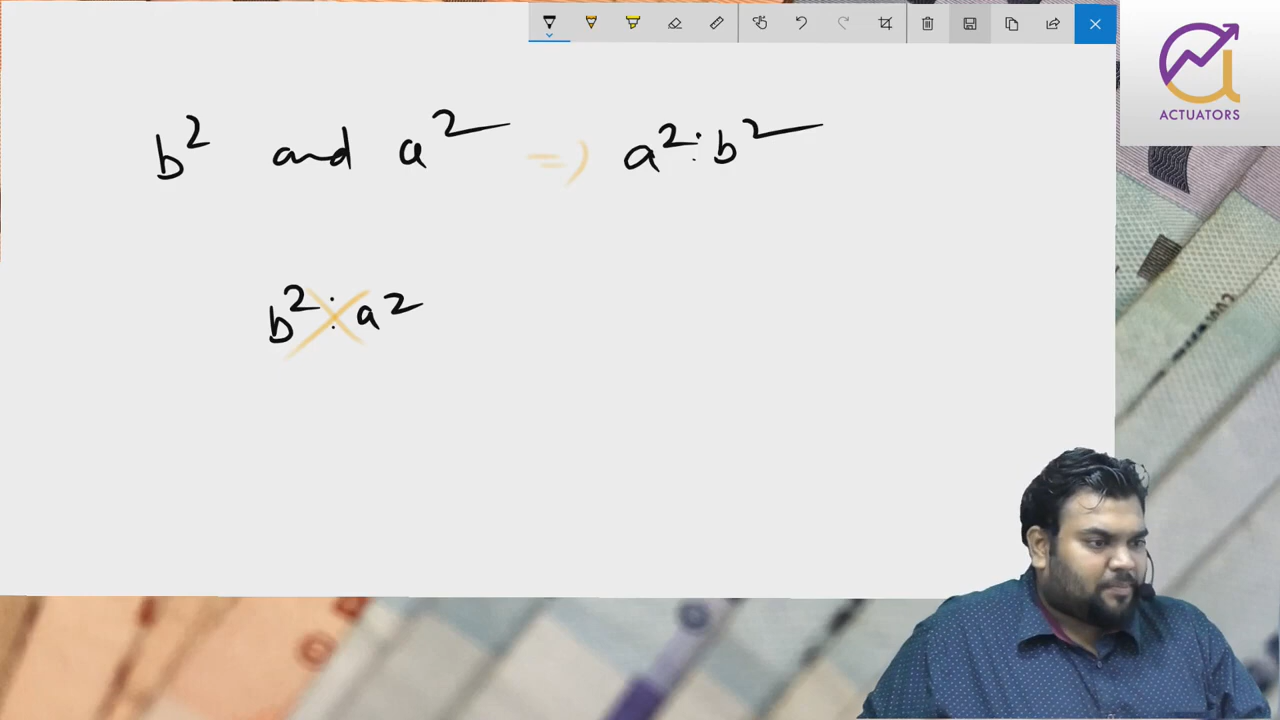 b² and a² => a² : b²
b² : a²
ACTUATORS